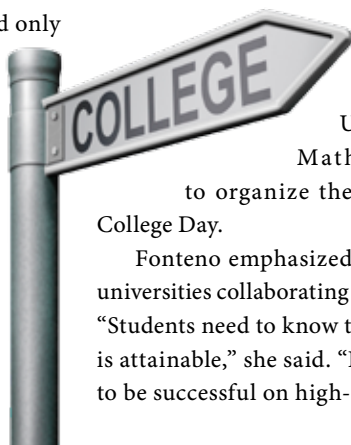 d only
COLLEGE
U
Math
to organize the
College Day.
Fonteno emphasized
universities collaborating
“Students need to know t
is attainable,” she said. “I
to be successful on high-